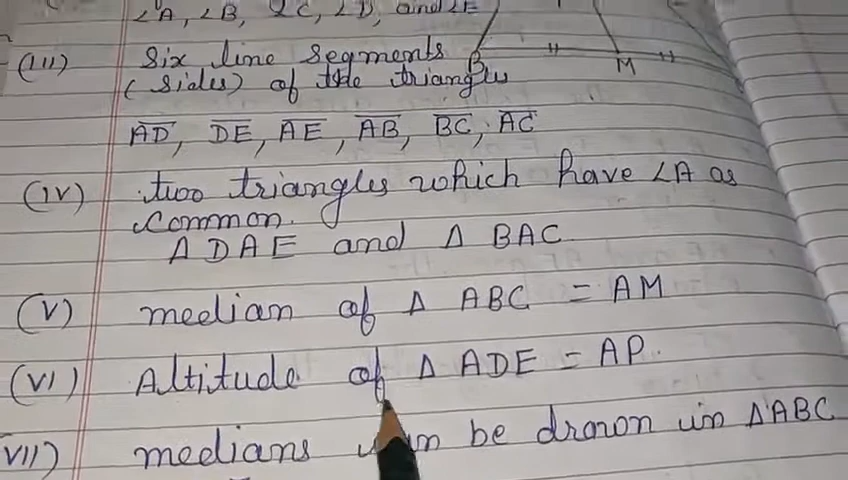 ∠A, ∠B, ∠C, ∠D, and ∠E
(iii) Six line segments
(sides) of the triangles
B M
AD, DE, AE, AB, BC, AC
(iv) two triangles which have ∠A as
common.
Δ DAE and Δ BAC
(v) median of Δ ABC = AM
(vi) Altitude of Δ ADE = AP.
vii) medians be drawn in ΔABC